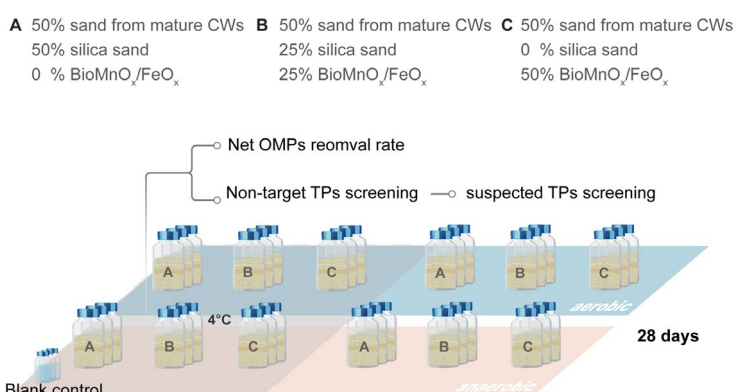 A 50% sand from mature CWs B 50% sand from mature CWs C 50% sand from mature CWs
50% silica sand 25% silica sand 0 % silica sand
0 % BioMnOx/FeOx 25% BioMnOx/FeOx 50% BioMnOx/FeOx
Net OMPs reomval rate
Non-target TPs screening suspected TPs screening
A B C A B C
aerobic
4°C
28 days
A B C A B C
Blank control
anaerobic